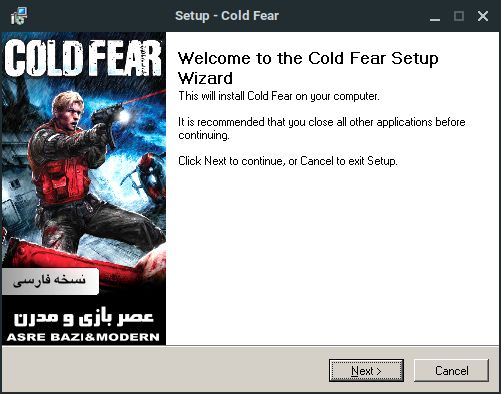 Setup - Cold Fear
COLD FEAR
نسخه فارسی
عصر بازی و مدرن
ASRE BAZI&MODERN
Welcome to the Cold Fear Setup
Wizard
This will install Cold Fear on your computer.
It is recommended that you close all other applications before
continuing.
Click Next to continue, or Cancel to exit Setup.
Next >
Cancel